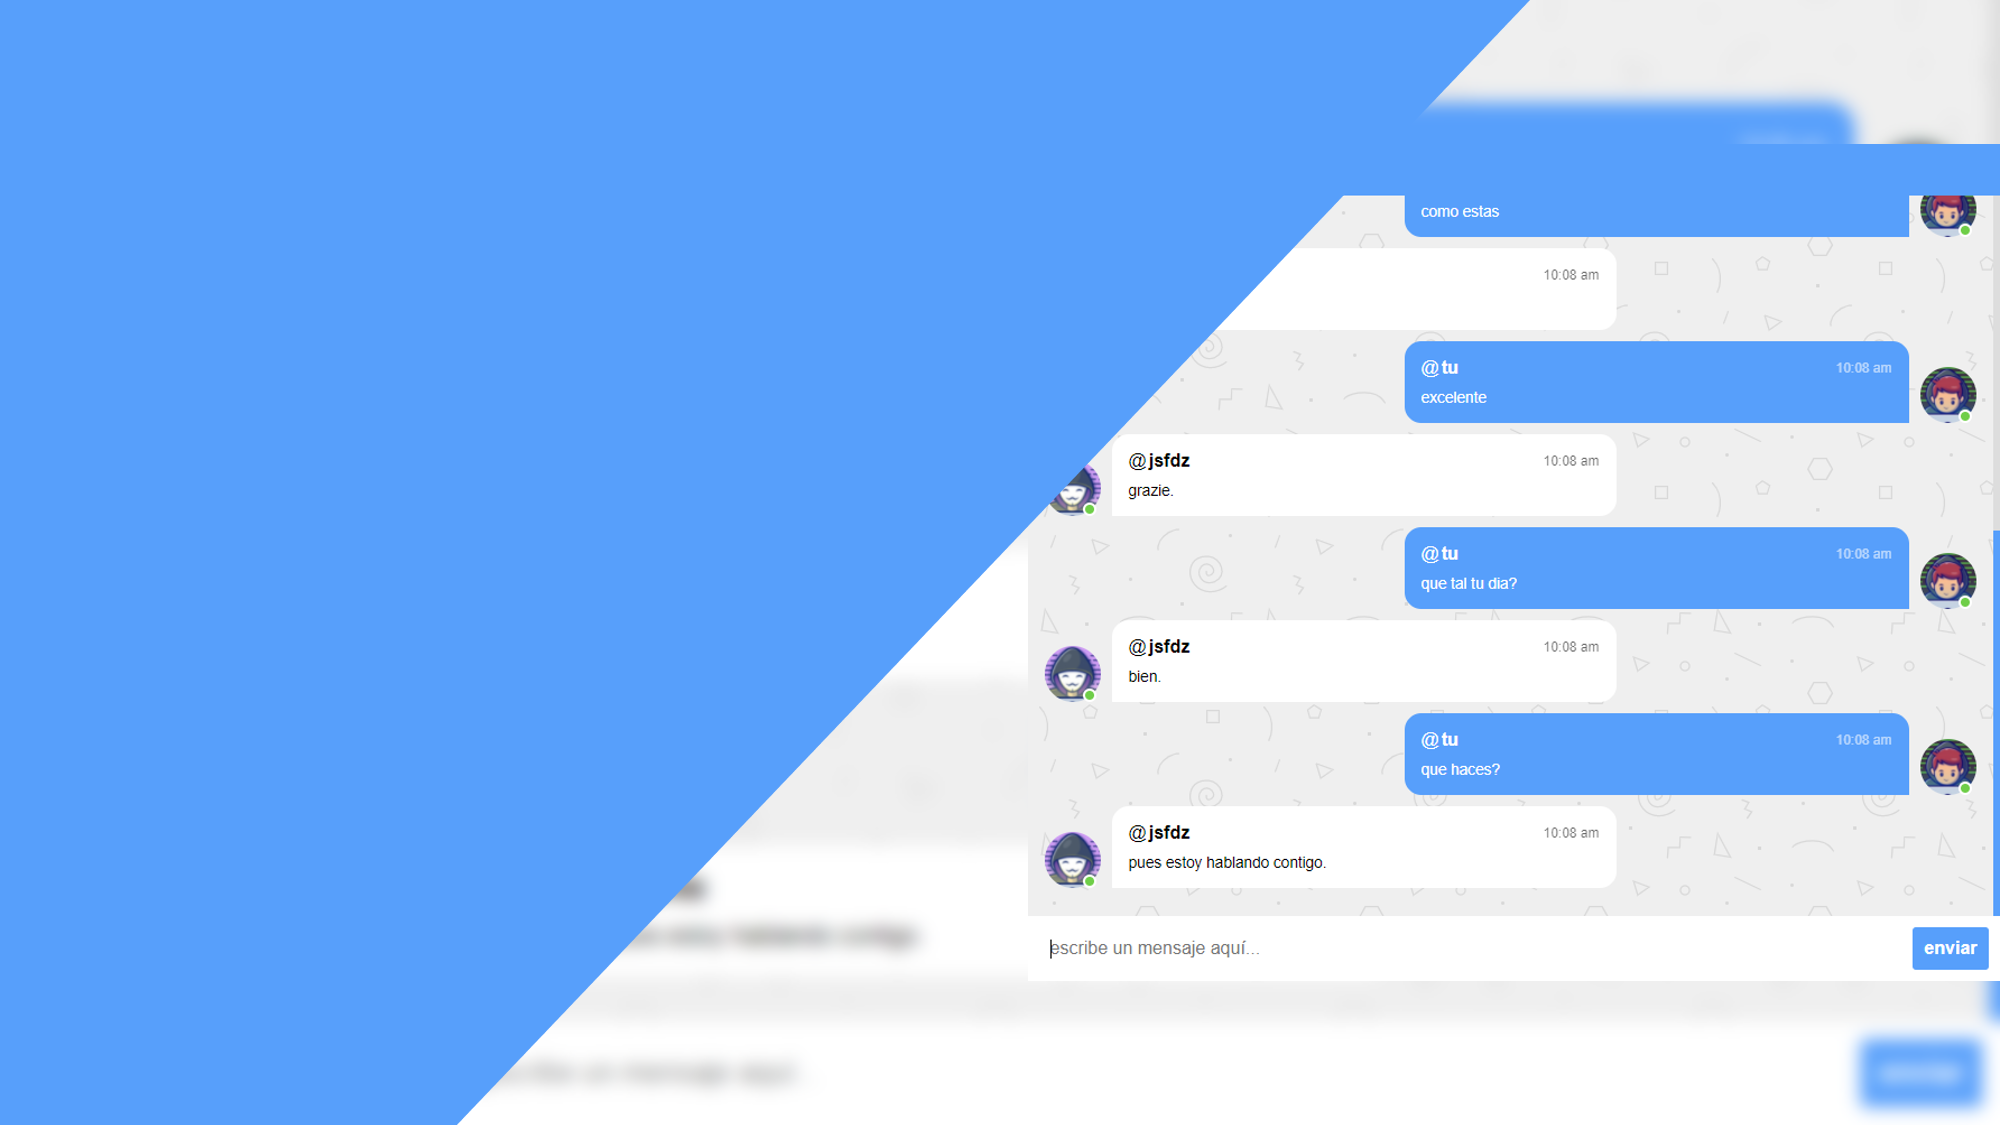 como estas
10:08 am
@tu 10:08 am
excelente
@jsfdz 10:08 am
grazie.
@tu 10:08 am
que tal tu dia?
@jsfdz 10:08 am
bien.
@tu 10:08 am
que haces?
@jsfdz 10:08 am
pues estoy hablando contigo.
escribe un mensaje aquí...
enviar